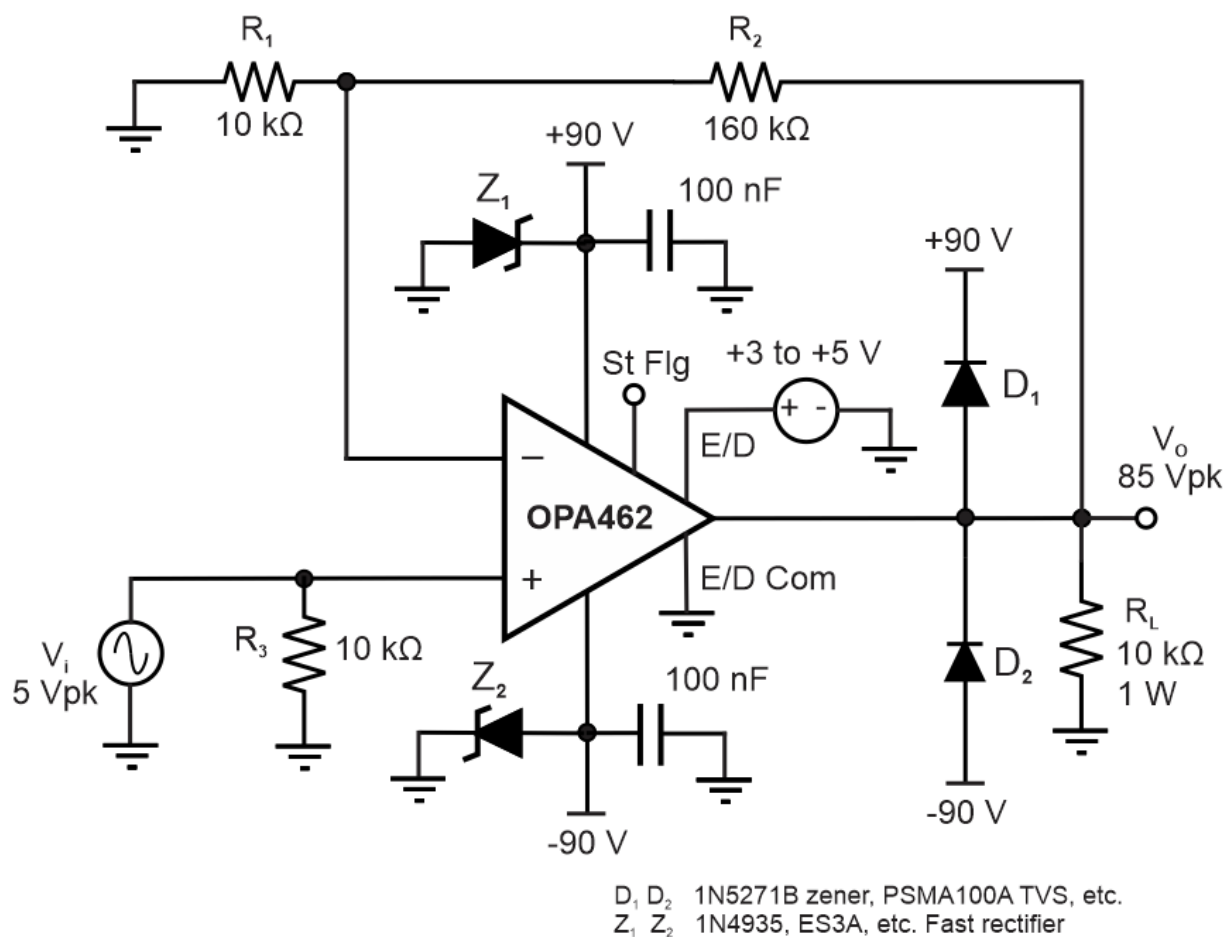 R₁
R₂
10 kΩ
160 kΩ
+90 V
Z₁
100 nF
+90 V
+3 to +5 V
St Flg
+ -
D₁
E/D
Vₒ
85 Vpk
−
OPA462
+
E/D Com
R₃
10 kΩ
Vᵢ
5 Vpk
Z₂
100 nF
D₂
R_L
10 kΩ
1 W
-90 V
-90 V
D₁ D₂ 1N5271B zener, PSMA100A TVS, etc.
Z₁ Z₂ 1N4935, ES3A, etc. Fast rectifier